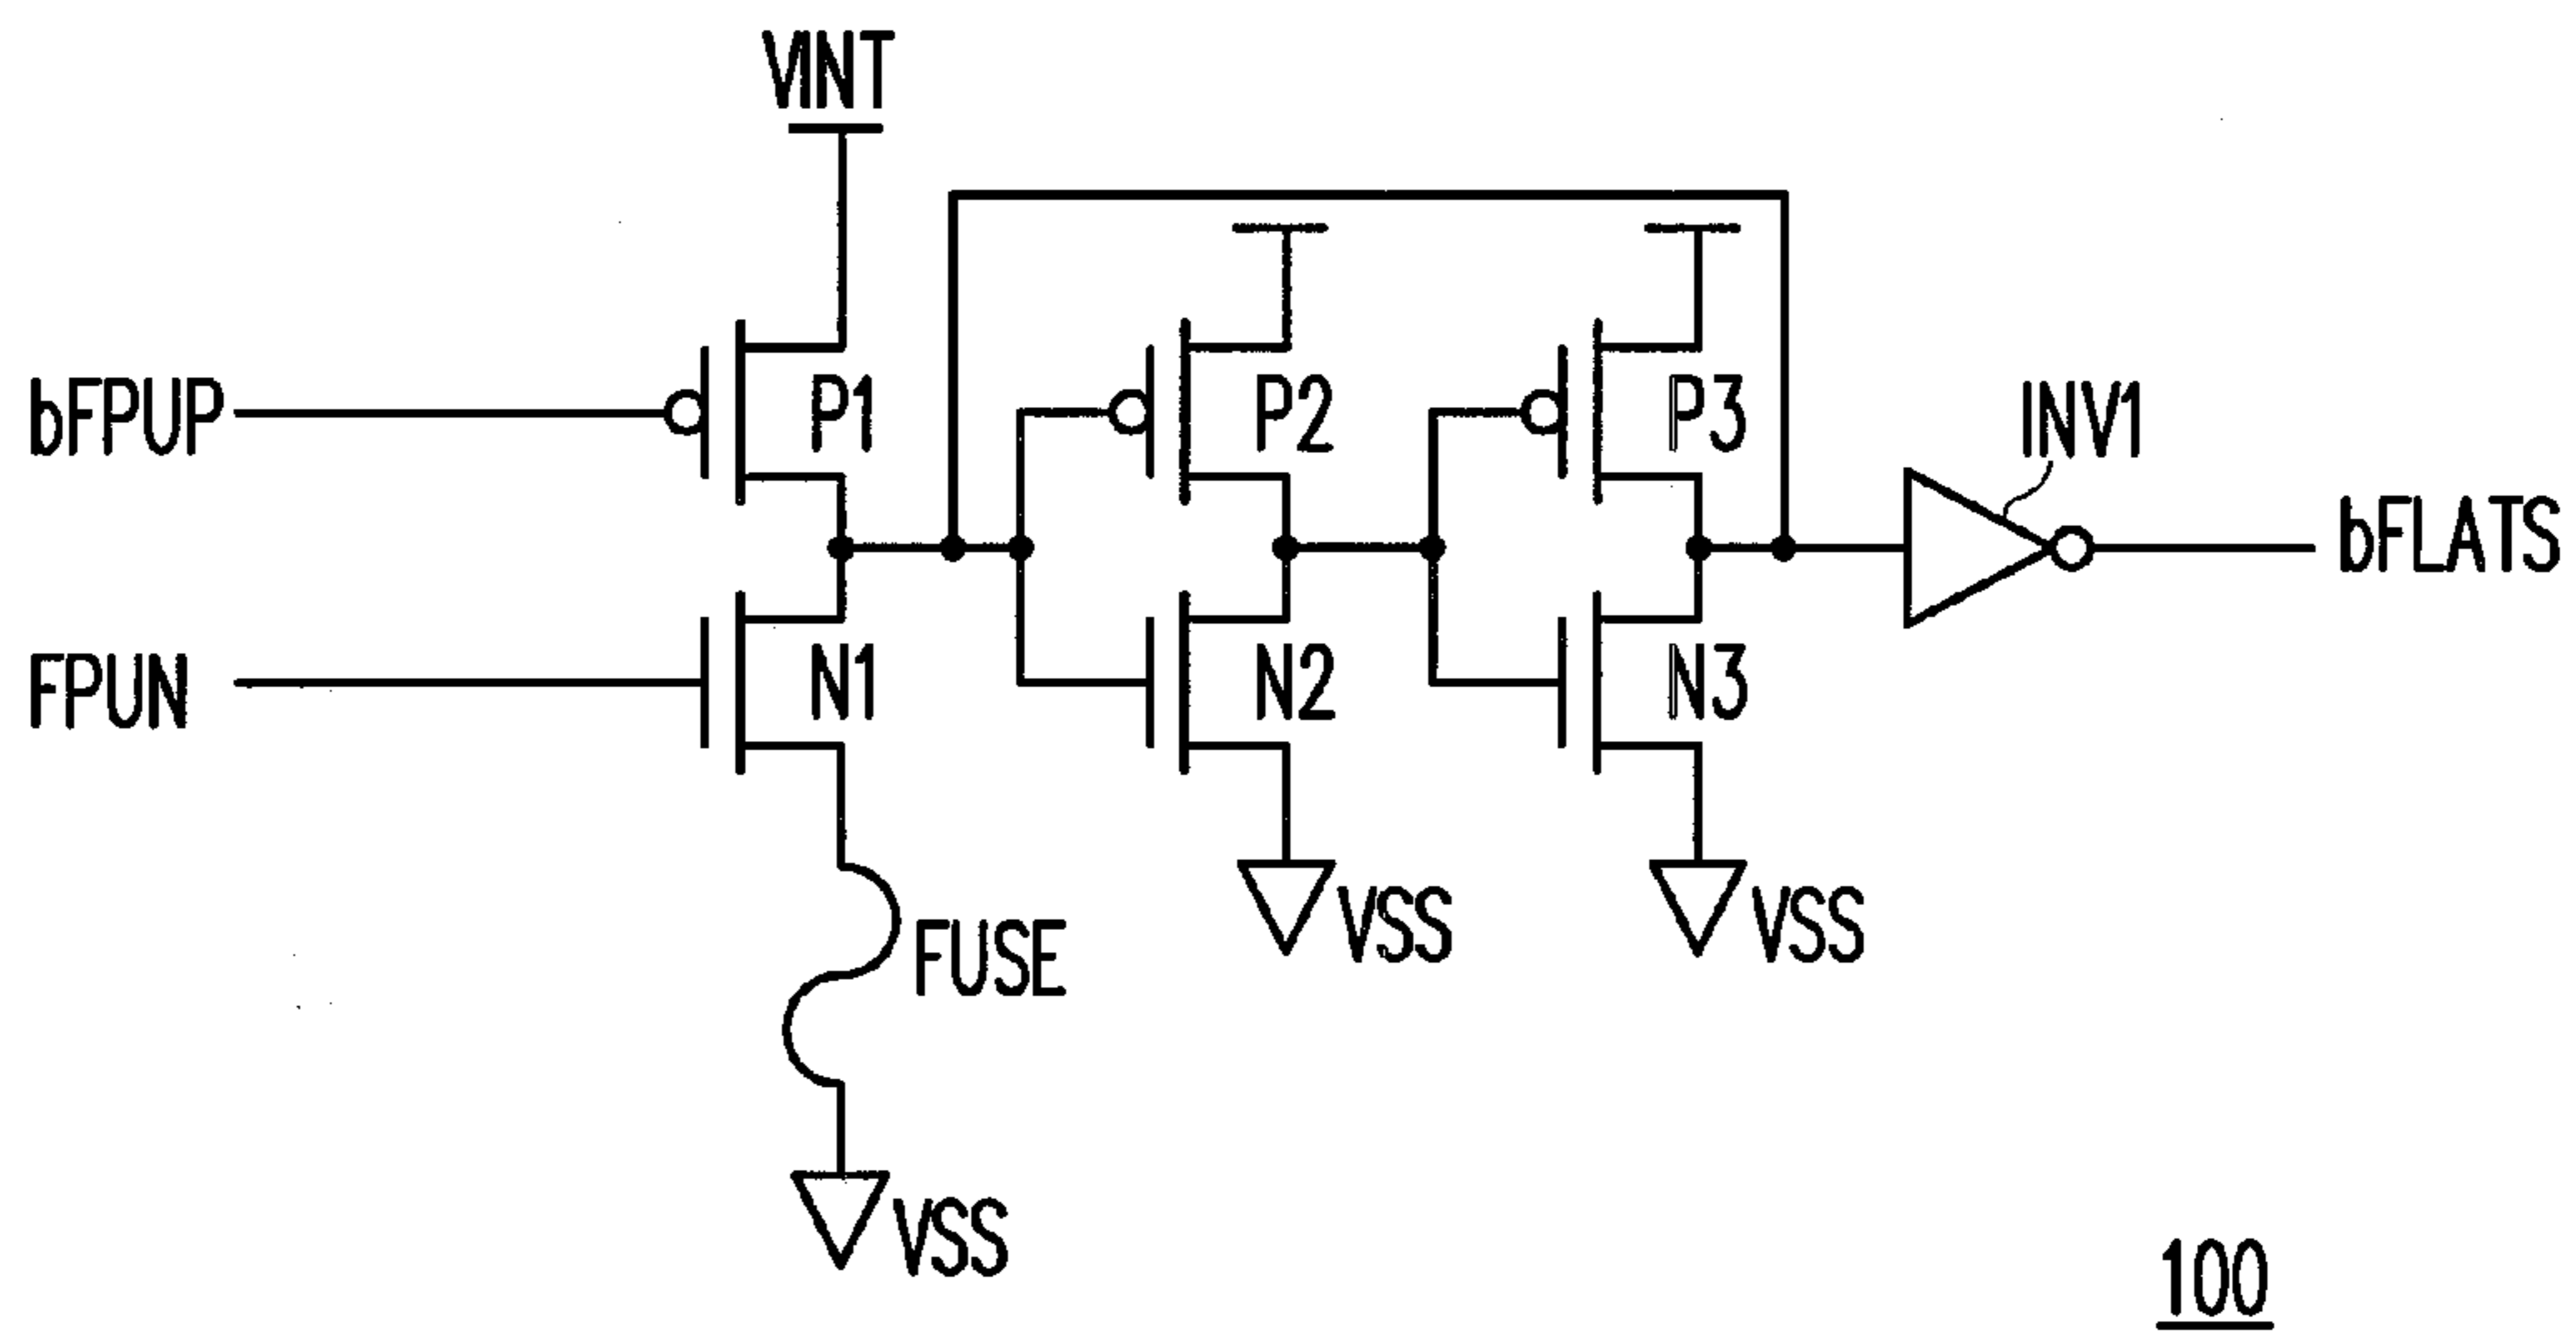 VINT
bFPUP
P1
P2
P3
INV1
bFLATS
FPUN
N1
N2
N3
FUSE
VSS
VSS
VSS
100